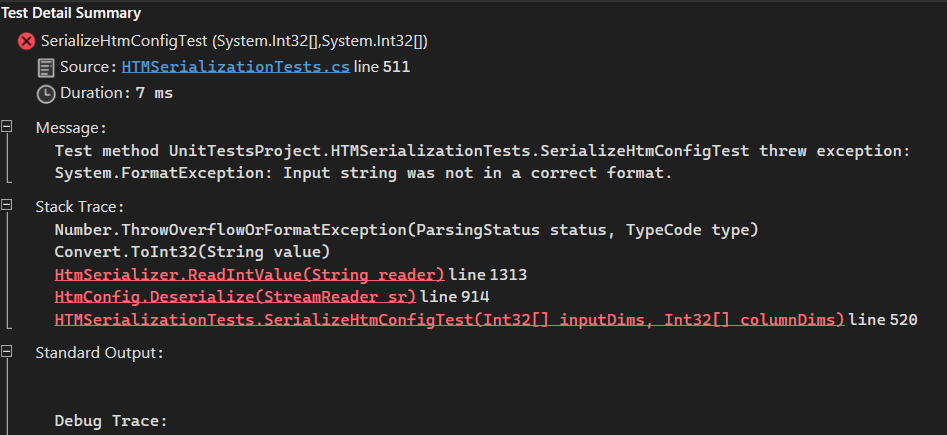 Test Detail Summary
SerializeHtmConfigTest (System.Int32[],System.Int32[])
Source: HTMSerializationTests.cs line 511
Duration: 7 ms
Message:
Test method UnitTestsProject.HTMSerializationTests.SerializeHtmConfigTest threw exception:
System.FormatException: Input string was not in a correct format.
Stack Trace:
Number.ThrowOverflowOrFormatException(ParsingStatus status, TypeCode type)
Convert.ToInt32(String value)
HtmSerializer.ReadIntValue(String reader) line 1313
HtmConfig.Deserialize(StreamReader sr) line 914
HTMSerializationTests.SerializeHtmConfigTest(Int32[] inputDims, Int32[] columnDims) line 520
Standard Output:
Debug Trace: